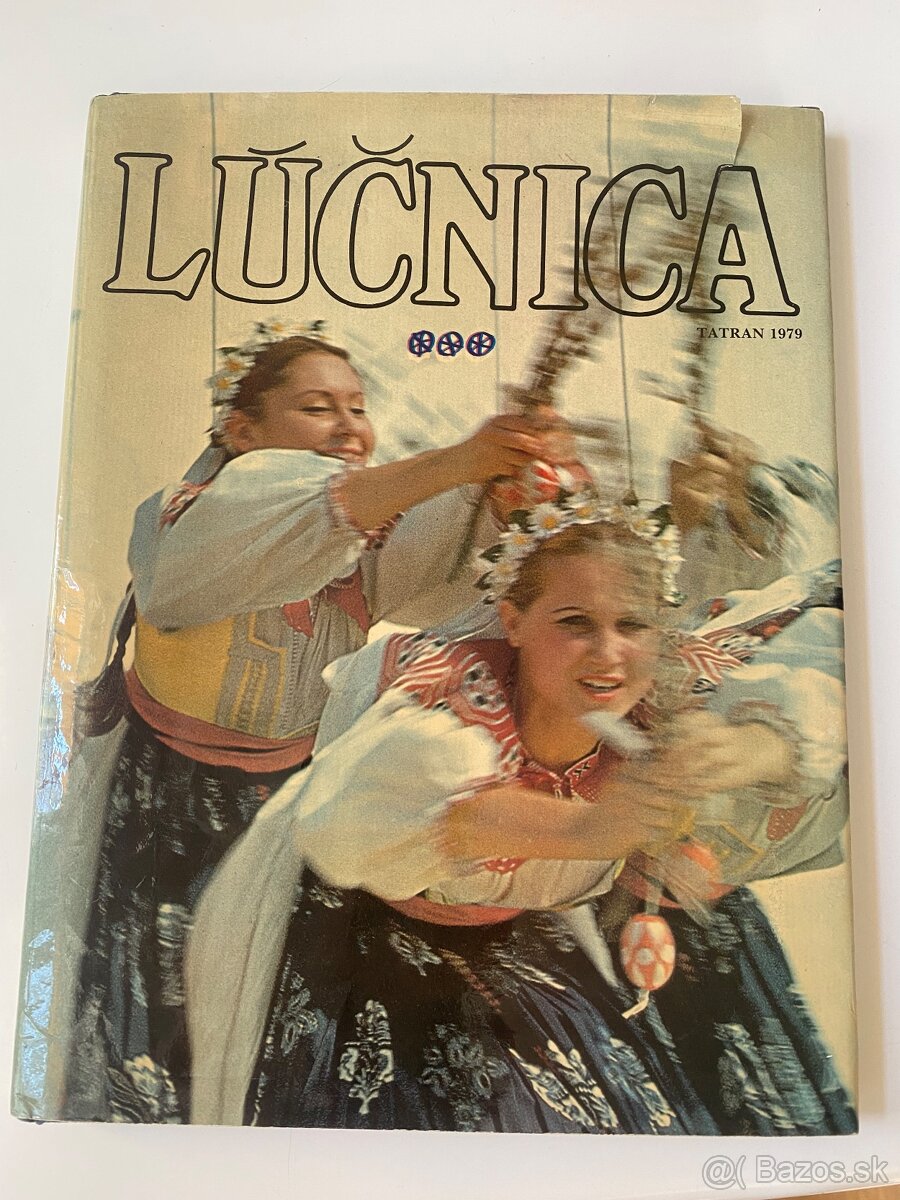 LÚČNICA
TATRAN 1979
@( Bazos.sk